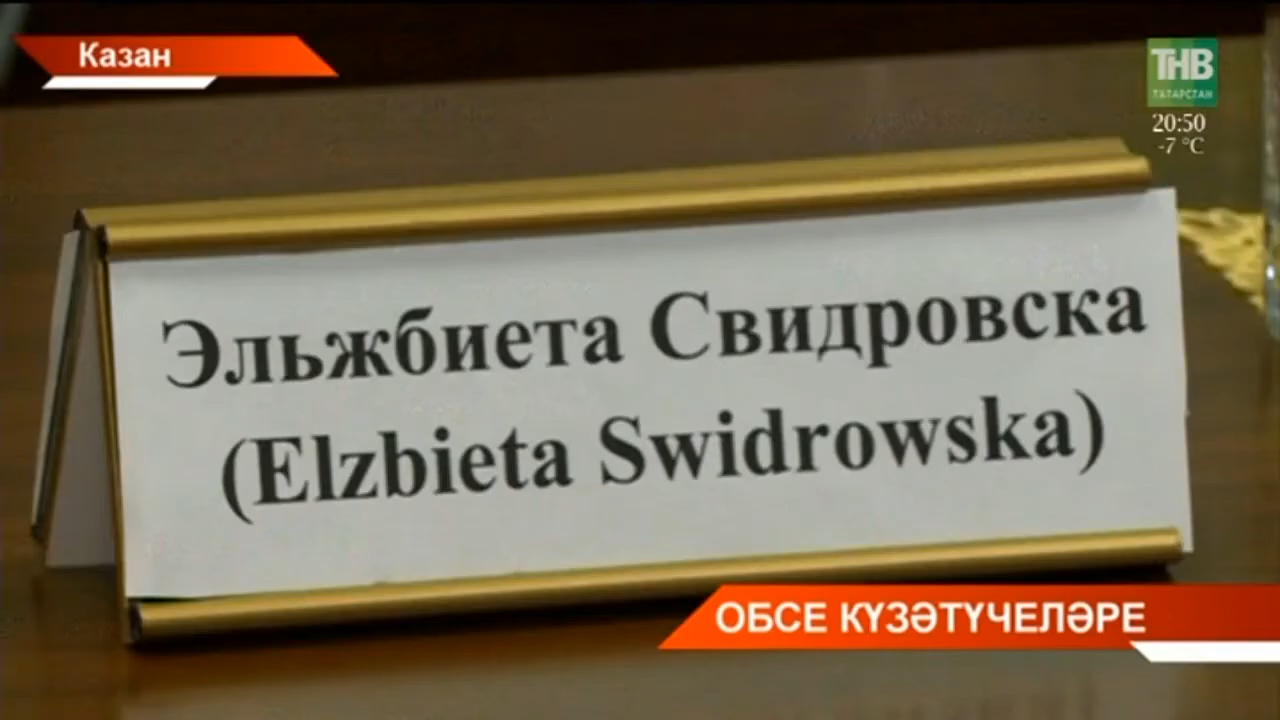 Казан
ТНВ
ТАТАРСТАН
20:50
-7 °C
Эльжбиета Свидровска
(Elzbieta Swidrowska)
ОБСЕ КҮЗӘТҮЧЕЛӘРЕ